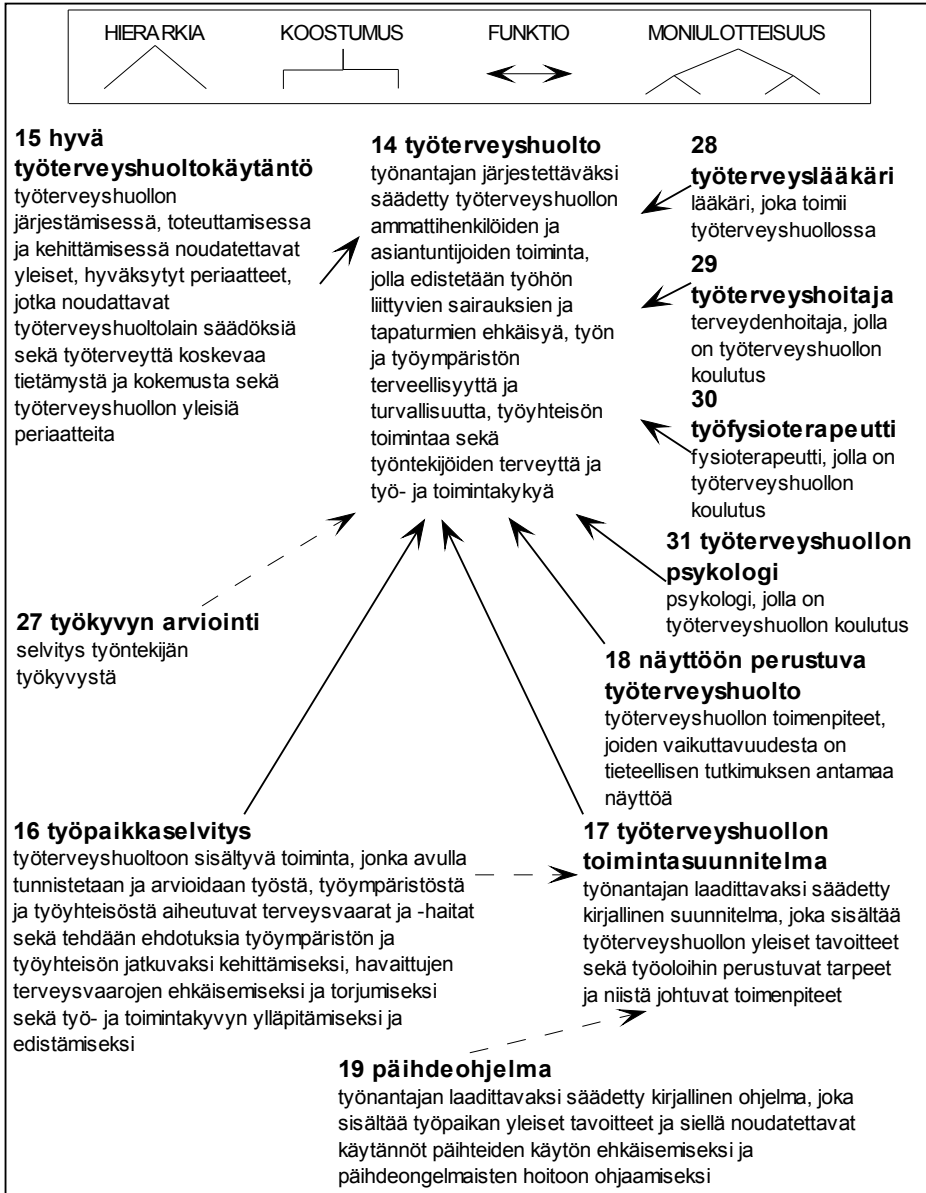 HIERARKIA KOOSTUMUS FUNKTIO MONIULOTTEISUUS
15 hyvä
työterveyshuoltokäytäntö
työterveyshuollon
järjestämisessä, toteuttamisessa
ja kehittämisessä noudatettavat
yleiset, hyväksytyt periaatteet,
jotka noudattavat
työterveyshuoltolain säädöksiä
sekä työterveyttä koskevaa
tietämystä ja kokemusta sekä
työterveyshuollon yleisiä
periaatteita
14 työterveyshuolto
työnantajan järjestettäväksi
säädetty työterveyshuollon
ammattihenkilöiden ja
asiantuntijoiden toiminta,
jolla edistetään työhön
liittyvien sairauksien ja
tapaturmien ehkäisyä, työn
ja työympäristön
terveellisyyttä ja
turvallisuutta, työyhteisön
toimintaa sekä
työntekijöiden terveyttä ja
työ- ja toimintakykyä
28
työterveyslääkäri
lääkäri, joka toimii
työterveyshuollossa
29
työterveyshoitaja
terveydenhoitaja, jolla
on työterveyshuollon
koulutus
30
työfysioterapeutti
fysioterapeutti, jolla on
työterveyshuollon
koulutus
31 työterveyshuollon
psykologi
psykologi, jolla on
työterveyshuollon koulutus
27 työkyvyn arviointi
selvitys työntekijän
työkyvystä
18 näyttöön perustuva
työterveyshuolto
työterveyshuollon toimenpiteet,
joiden vaikuttavuudesta on
tieteellisen tutkimuksen antamaa
näyttöä
16 työpaikkaselvitys
työterveyshuoltoon sisältyvä toiminta, jonka avulla
tunnistetaan ja arvioidaan työstä, työympäristöstä
ja työyhteisöstä aiheutuvat terveysvaarat ja -haitat
sekä tehdään ehdotuksia työympäristön ja
työyhteisön jatkuvaksi kehittämiseksi, havaittujen
terveysvaarojen ehkäisemiseksi ja torjumiseksi
sekä työ- ja toimintakyvyn ylläpitämiseksi ja
edistämiseksi
17 työterveyshuollon
toimintasuunnitelma
työnantajan laadittavaksi säädetty
kirjallinen suunnitelma, joka sisältää
työterveyshuollon yleiset tavoitteet
sekä työoloihin perustuvat tarpeet
ja niistä johtuvat toimenpiteet
19 päihdeohjelma
työnantajan laadittavaksi säädetty kirjallinen ohjelma, joka
sisältää työpaikan yleiset tavoitteet ja siellä noudatettavat
käytännöt päihteiden käytön ehkäisemiseksi ja
päihdeongelmaisten hoitoon ohjaamiseksi